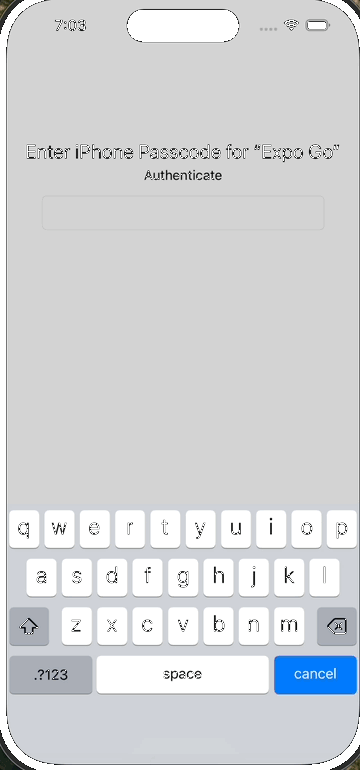 7:03
Enter iPhone Passcode for “Expo Go”
Authenticate
q w e r t y u i o p
a s d f g h j k l
z x c v b n m
.?123 space cancel